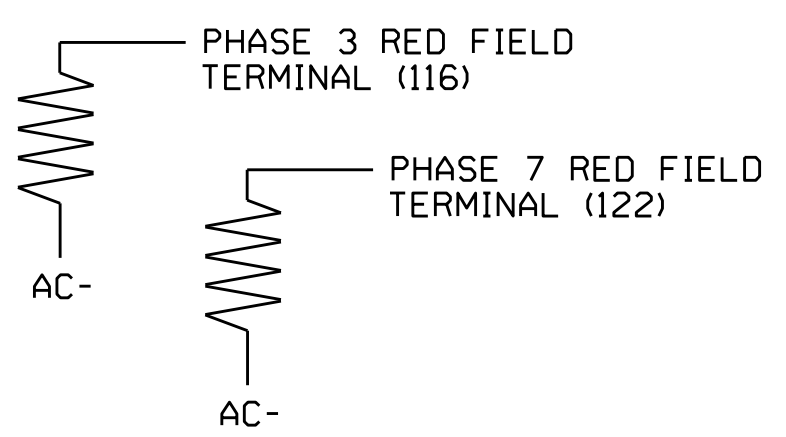 PHASE 3 RED FIELD
TERMINAL (116)
AC-
PHASE 7 RED FIELD
TERMINAL (122)
AC-